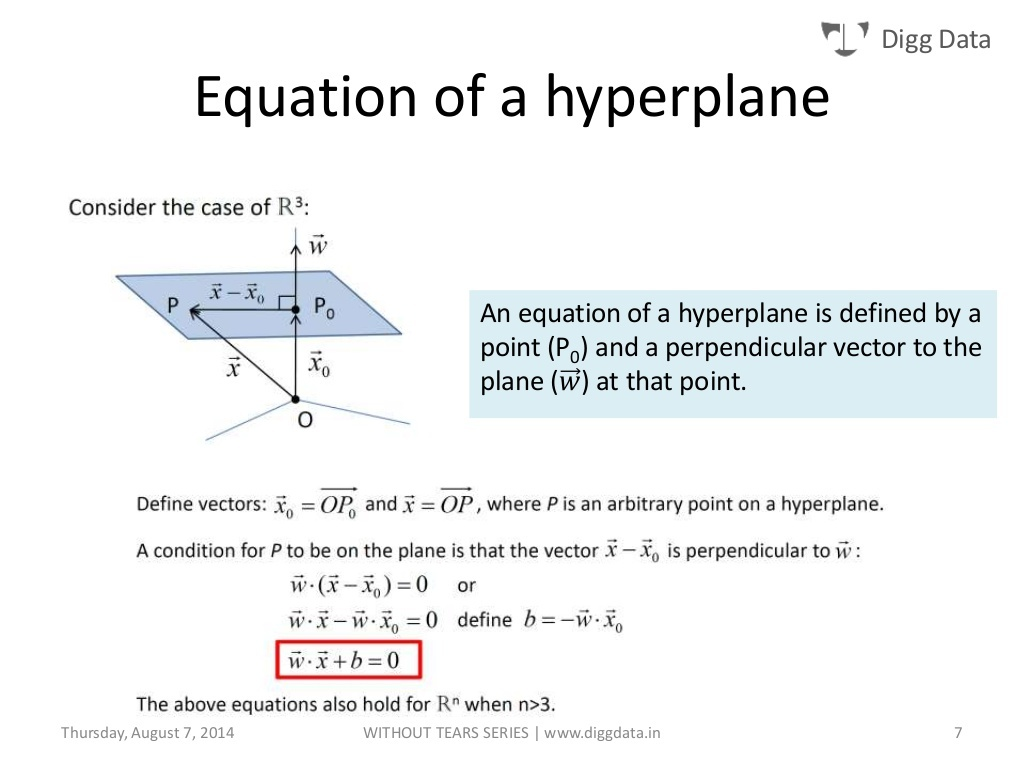 Digg Data
Equation of a hyperplane
Consider the case of ℝ³:
w⃗
x⃗ − x⃗₀
P
P₀
x⃗
x⃗₀
O
An equation of a hyperplane is defined by a
point (P₀) and a perpendicular vector to the
plane (w⃗) at that point.
Define vectors: x⃗₀ = OP₀⃗ and x⃗ = OP⃗, where P is an arbitrary point on a hyperplane.
A condition for P to be on the plane is that the vector x⃗ − x⃗₀ is perpendicular to w⃗ :
w⃗ · (x⃗ − x⃗₀) = 0 or
w⃗ · x⃗ − w⃗ · x⃗₀ = 0 define b = −w⃗ · x⃗₀
w⃗ · x⃗ + b = 0
The above equations also hold for ℝⁿ when n>3.
Thursday, August 7, 2014 WITHOUT TEARS SERIES | www.diggdata.in 7